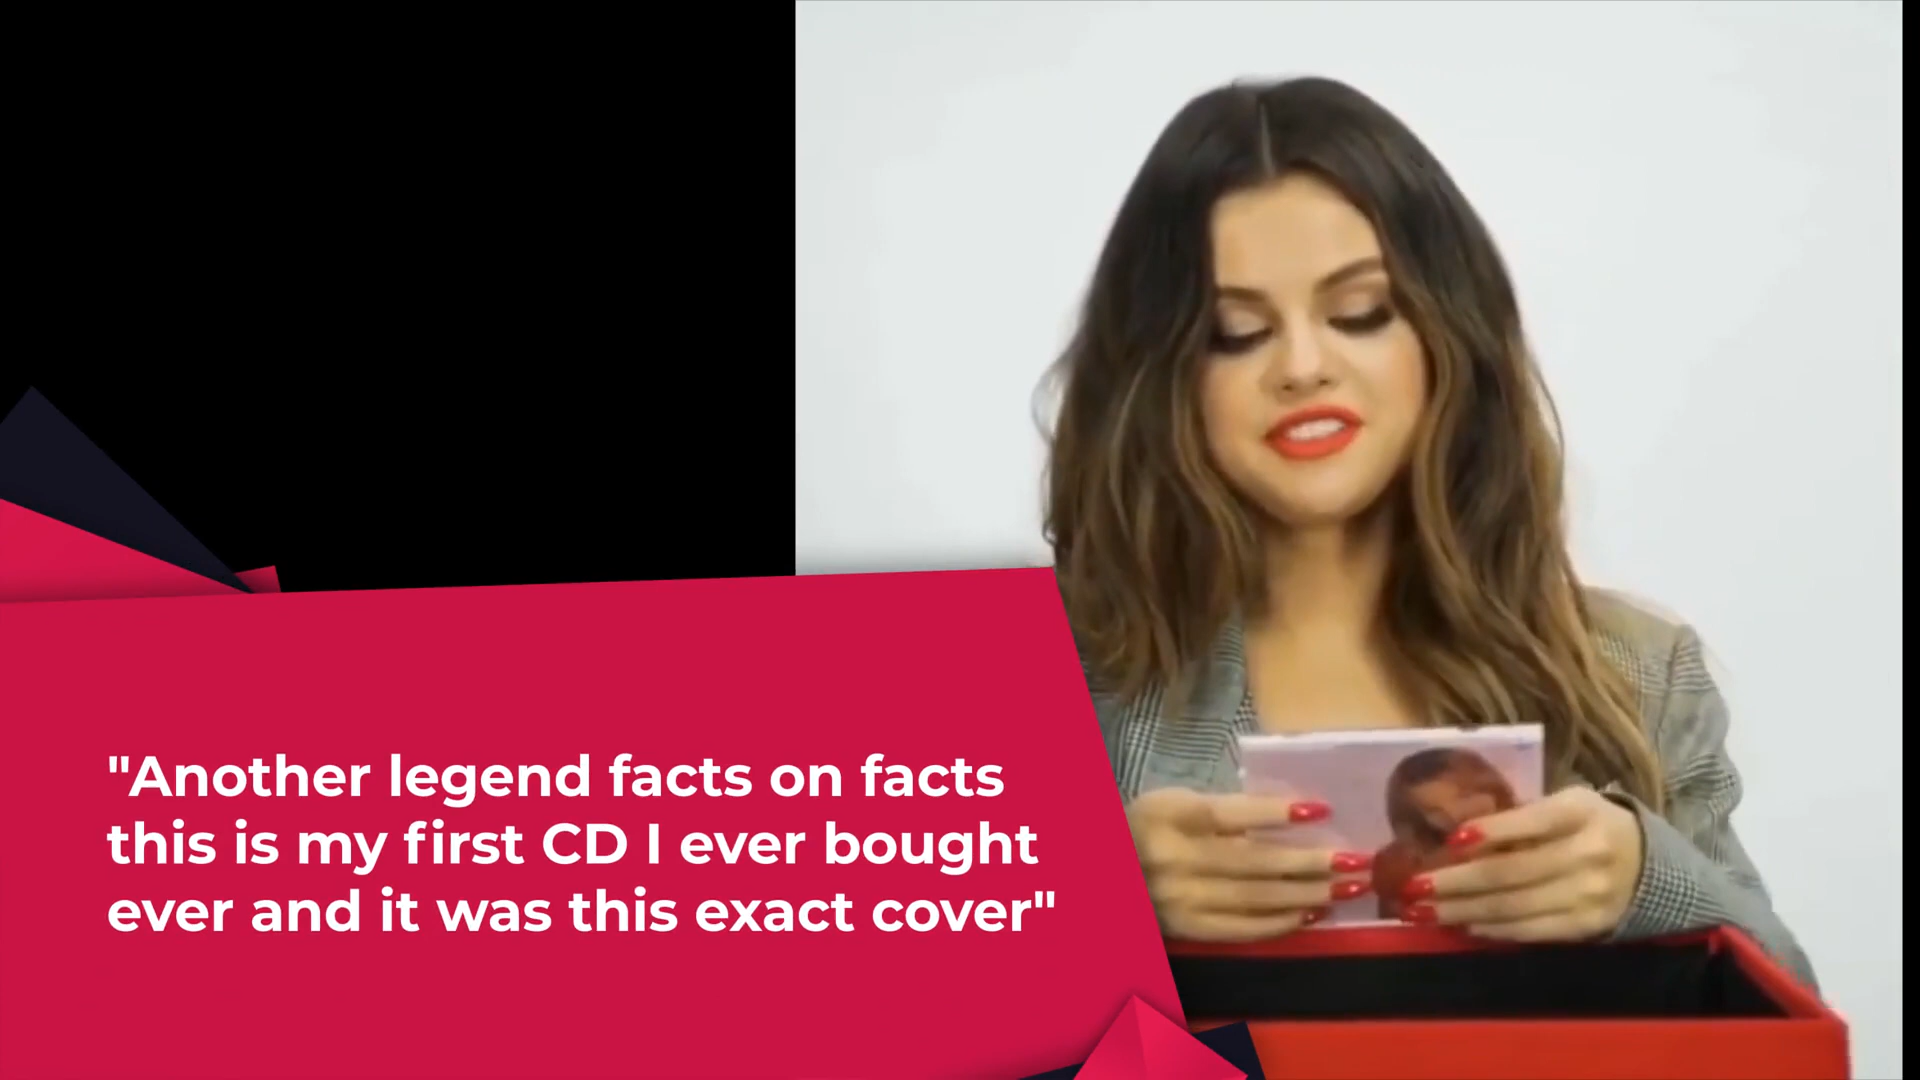 "Another legend facts on facts
this is my first CD I ever bought
ever and it was this exact cover"